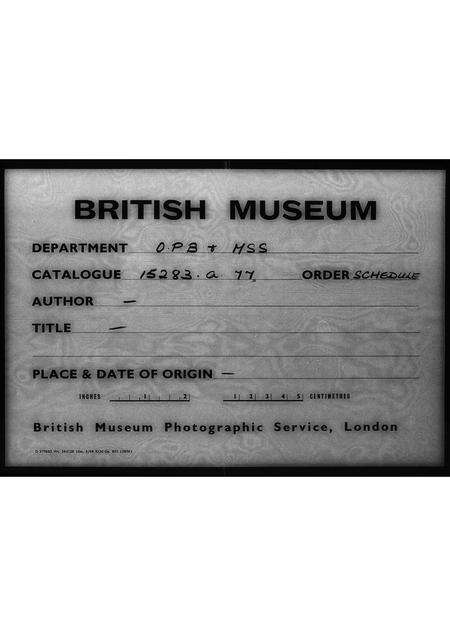 BRITISH MUSEUM
DEPARTMENT O.P.B & MSS
CATALOGUE 15283.a 77. ORDER SCHEDULE
AUTHOR —
TITLE —
PLACE & DATE OF ORIGIN —
INCHES 1 2 1 2 3 4 5 CENTIMETRES
British Museum Photographic Service, London